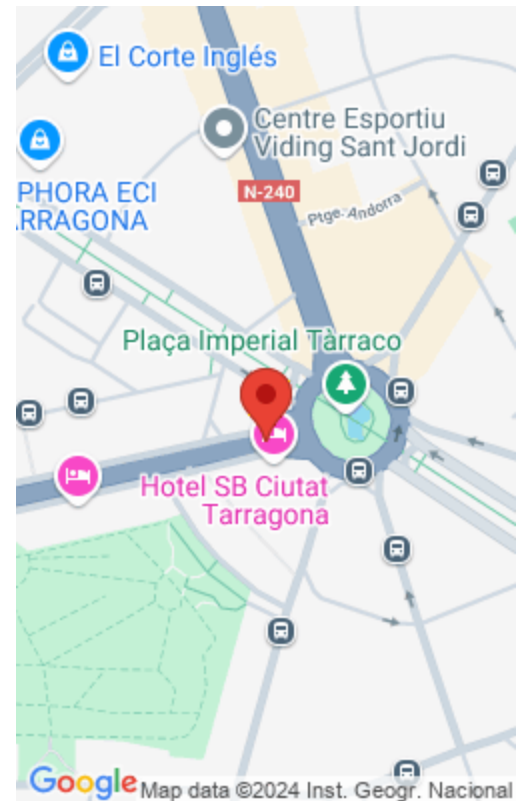 El Corte Inglés
Centre Esportiu
Viding Sant Jordi
PHORA ECI
RRAGONA
N-240
Ptge. Andorra
Plaça Imperial Tàrraco
Hotel SB Ciutat
Tarragona
Google
Map data ©2024 Inst. Geogr. Nacional